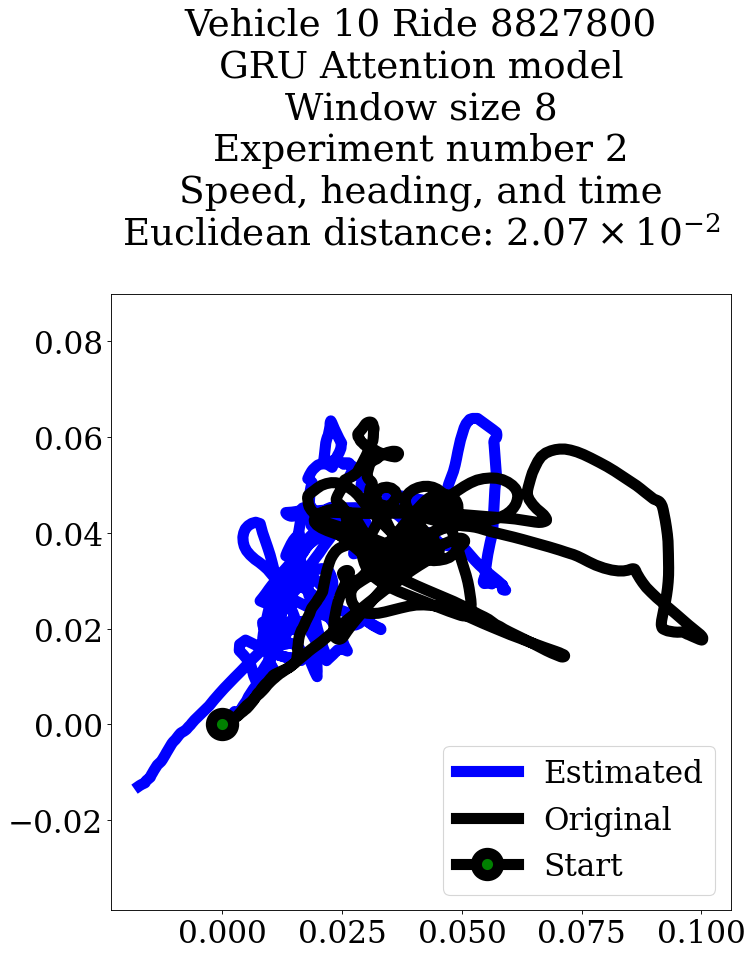 Vehicle 10 Ride 8827800
GRU Attention model
Window size 8
Experiment number 2
Speed, heading, and time
Euclidean distance: 2.07 × 10⁻²
0.08
0.06
0.04
0.02
0.00
−0.02
Estimated
Original
Start
0.000 0.025 0.050 0.075 0.100